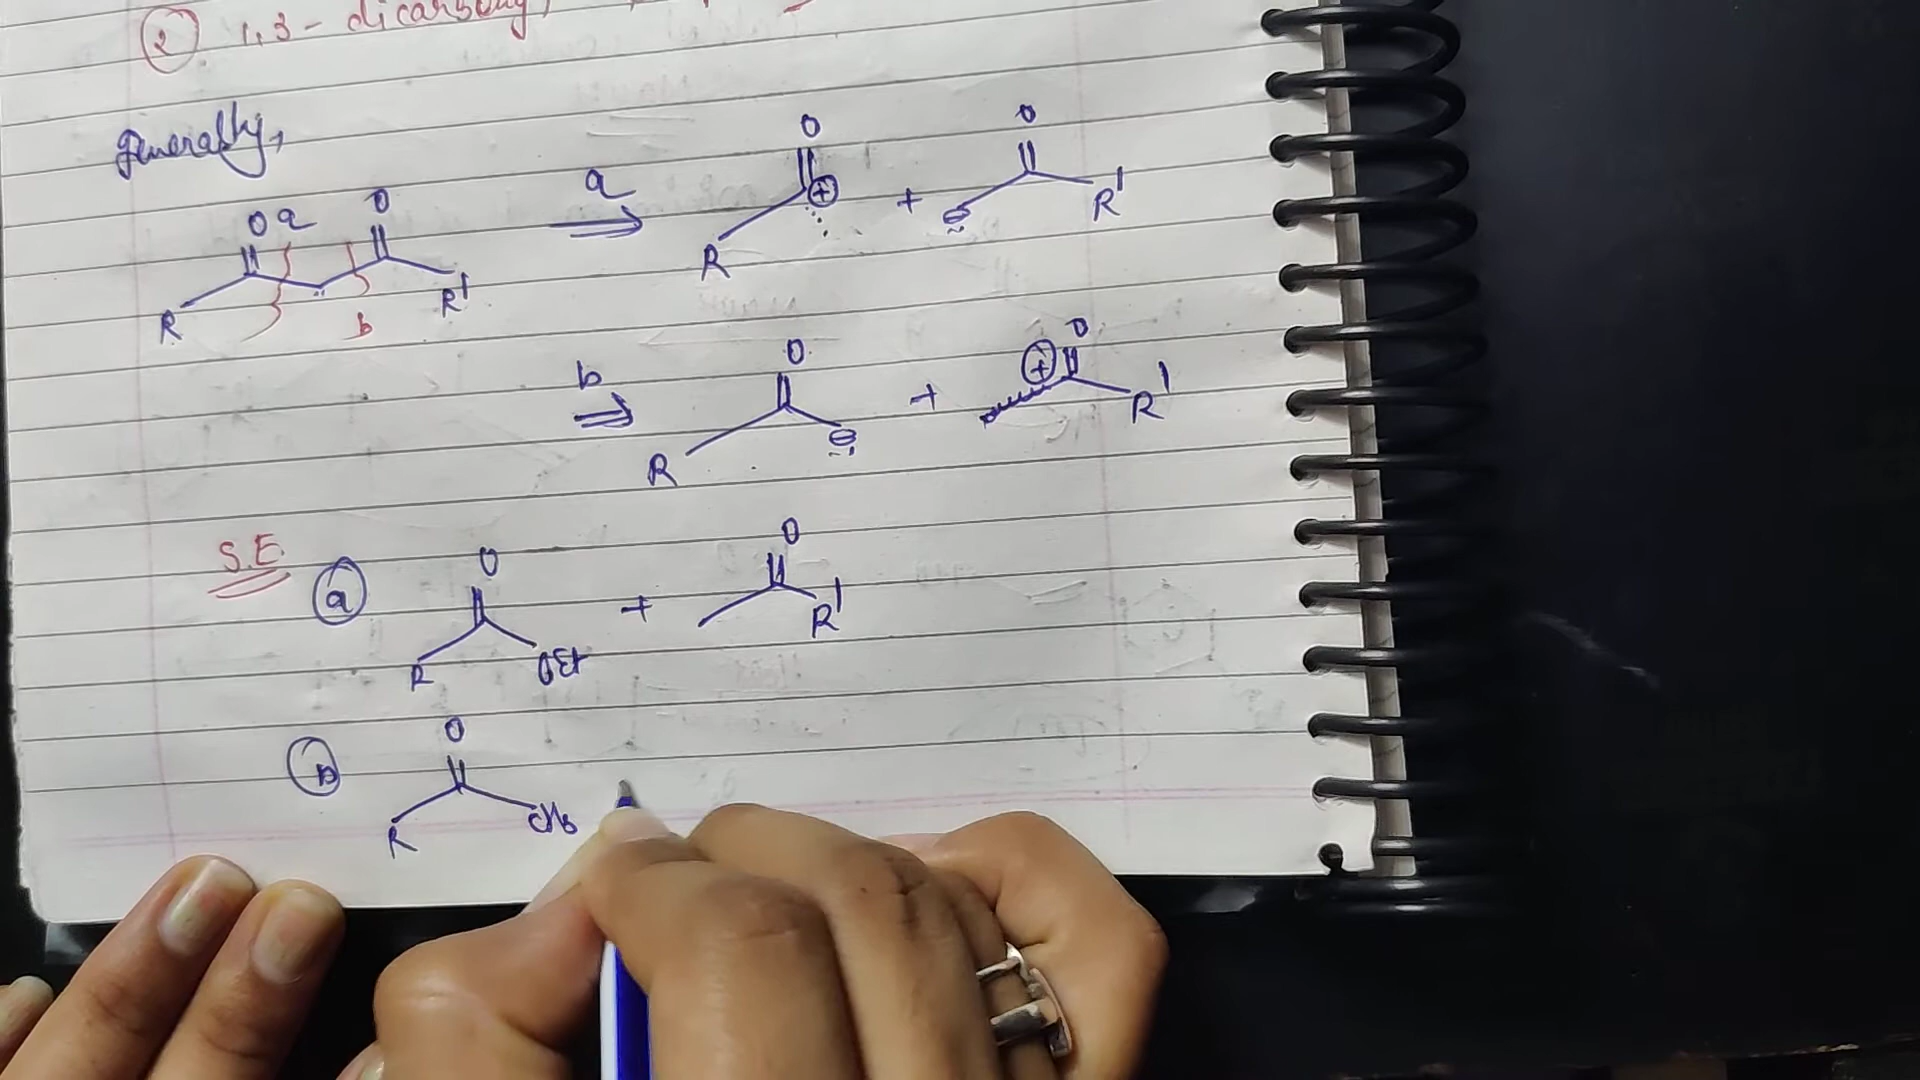 ② 1,3 - dicarbony
generally,
O a O
R b R'
a
O O
R ⊕ + ⊖ R'
b
O O
R ⊖ + ⊕ R'
S.E.
ⓐ O O
R OEt + R'
ⓑ O
R CH3